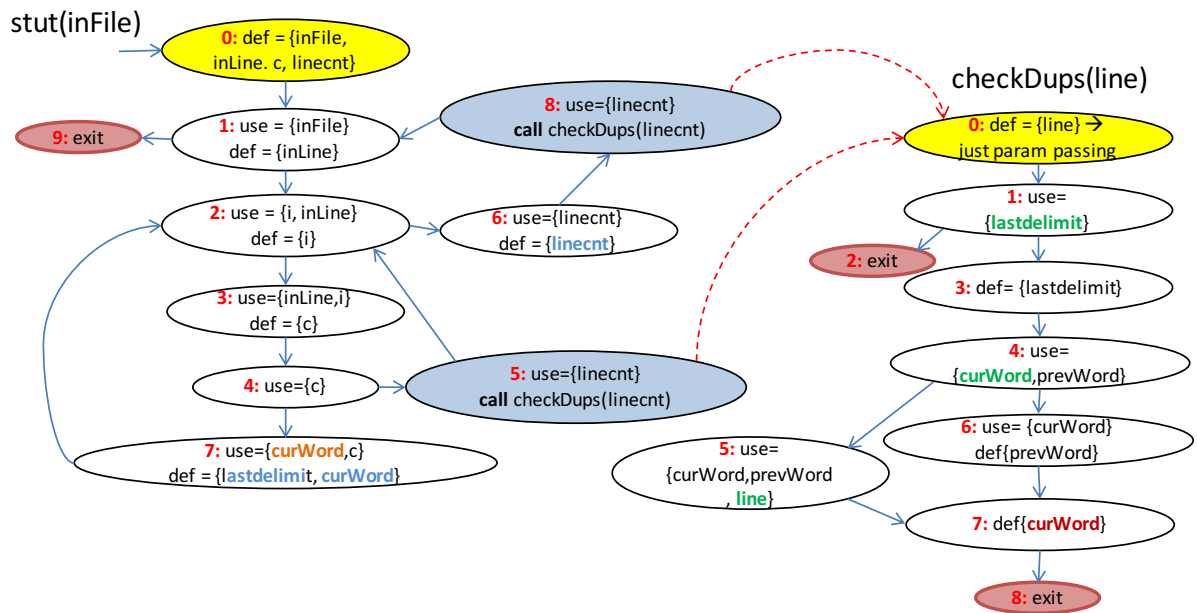 stut(inFile)
0: def = {inFile,
inLine. c, linecnt}
9: exit
1: use = {inFile}
def = {inLine}
8: use={linecnt}
call checkDups(linecnt)
2: use = {i, inLine}
def = {i}
6: use={linecnt}
def = {linecnt}
3: use={inLine,i}
def = {c}
4: use={c}
5: use={linecnt}
call checkDups(linecnt)
7: use={curWord,c}
def = {lastdelimit, curWord}
checkDups(line)
0: def = {line} →
just param passing
1: use=
{lastdelimit}
2: exit
3: def= {lastdelimit}
4: use=
{curWord,prevWord}
5: use=
{curWord,prevWord
, line}
6: use= {curWord}
def{prevWord}
7: def{curWord}
8: exit